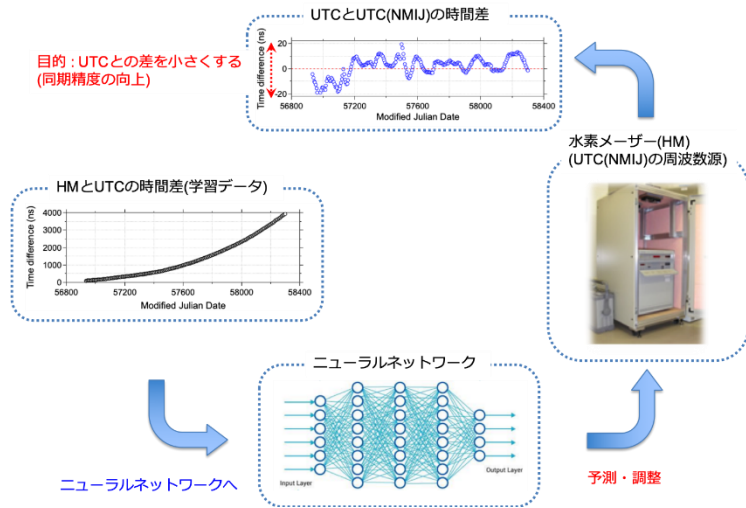 UTCとUTC(NMIJ)の時間差
目的 : UTCとの差を小さくする
(同期精度の向上)
Time difference (ns)
20
0
-20
56800
57200
57600
58000
58400
Modified Julian Date
水素メーザー(HM)
(UTC(NMIJ)の周波数源)
HMとUTCの時間差(学習データ)
Time difference (ns)
4000
3000
2000
1000
0
56800
57200
57600
58000
58400
Modified Julian Date
ニューラルネットワーク
Input Layer
Output Layer
ニューラルネットワークへ
予測・調整